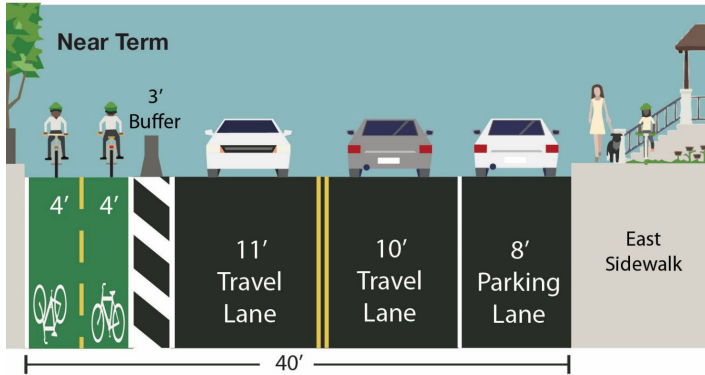 Near Term
3’
Buffer
4’ 4’
11’
Travel
Lane
10’
Travel
Lane
8’
Parking
Lane
East
Sidewalk
40’